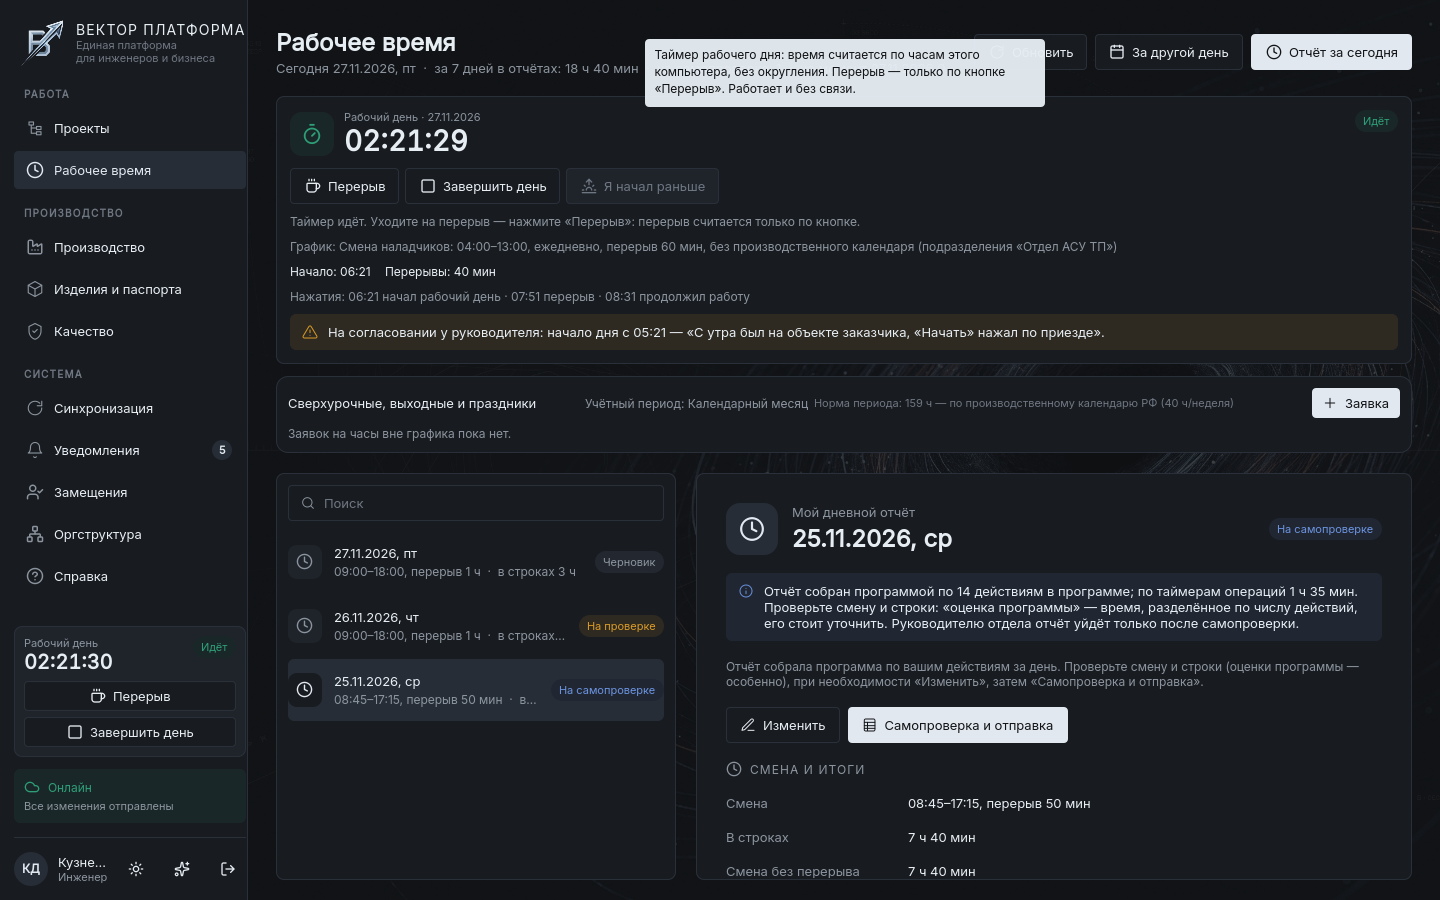 ВЕКТОР ПЛАТФОРМА
Единая платформа
для инженеров и бизнеса
РАБОТА
Проекты
Рабочее время
ПРОИЗВОДСТВО
Производство
Изделия и паспорта
Качество
СИСТЕМА
Синхронизация
Уведомления 5
Замещения
Оргструктура
Справка
Рабочий день
Идёт
02:21:30
Перерыв
Завершить день
Онлайн
Все изменения отправлены
КД
Кузне...
Инженер
Рабочее время
Сегодня 27.11.2026, пт · за 7 дней в отчётах: 18 ч 40 мин
Таймер рабочего дня: время считается по часам этого
компьютера, без округления. Перерыв — только по кнопке
«Перерыв». Работает и без связи.
Обновить
За другой день
Отчёт за сегодня
Рабочий день · 27.11.2026
02:21:29
Идёт
Перерыв
Завершить день
Я начал раньше
Таймер идёт. Уходите на перерыв — нажмите «Перерыв»: перерыв считается только по кнопке.
График: Смена наладчиков: 04:00–13:00, ежедневно, перерыв 60 мин, без производственного календаря (подразделения «Отдел АСУ ТП»)
Начало: 06:21 Перерывы: 40 мин
Нажатия: 06:21 начал рабочий день · 07:51 перерыв · 08:31 продолжил работу
На согласовании у руководителя: начало дня с 05:21 — «С утра был на объекте заказчика, «Начать» нажал по приезде».
Сверхурочные, выходные и праздники
Учётный период: Календарный месяц Норма периода: 159 ч — по производственному календарю РФ (40 ч/неделя)
Заявка
Заявок на часы вне графика пока нет.
Поиск
27.11.2026, пт
09:00–18:00, перерыв 1 ч · в строках 3 ч
Черновик
26.11.2026, чт
09:00–18:00, перерыв 1 ч · в строках...
На проверке
25.11.2026, ср
08:45–17:15, перерыв 50 мин · в...
На самопроверке
Мой дневной отчёт
25.11.2026, ср
На самопроверке
Отчёт собран программой по 14 действиям в программе; по таймерам операций 1 ч 35 мин.
Проверьте смену и строки: «оценка программы» — время, разделённое по числу действий,
его стоит уточнить. Руководителю отдела отчёт уйдёт только после самопроверки.
Отчёт собрала программа по вашим действиям за день. Проверьте смену и строки (оценки программы —
особенно), при необходимости «Изменить», затем «Самопроверка и отправка».
Изменить
Самопроверка и отправка
СМЕНА И ИТОГИ
Смена 08:45–17:15, перерыв 50 мин
В строках 7 ч 40 мин
Смена без перерыва 7 ч 40 мин